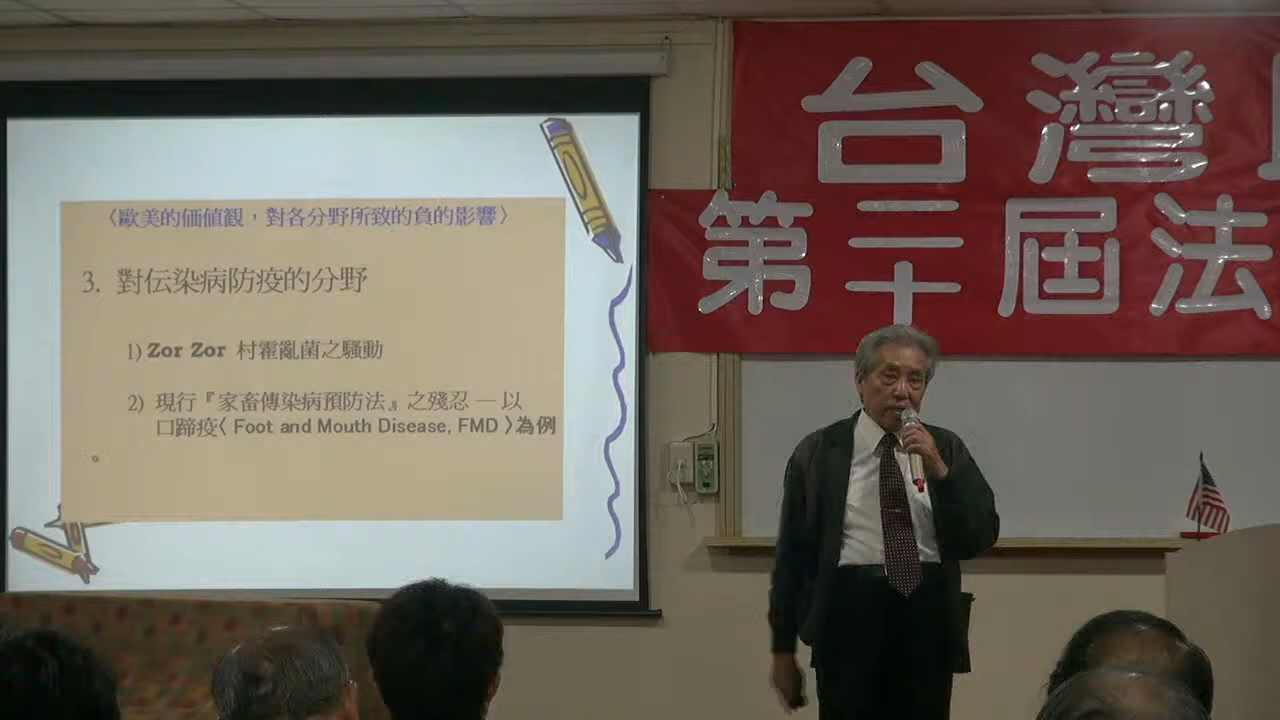 〈歐美的価値観，對各分野所致的負的影響〉
3. 對伝染病防疫的分野
1) Zor Zor 村霍亂菌之騷動
2) 現行『家畜傳染病預防法』之殘忍 — 以
口蹄疫〈 Foot and Mouth Disease, FMD 〉為例
。
台灣
第二十屆法